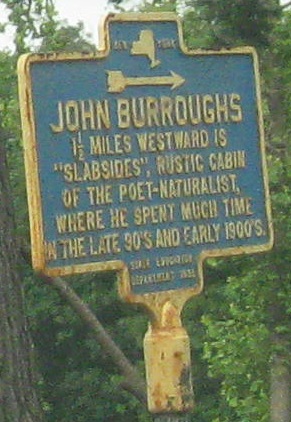 NEW YORK
JOHN BURROUGHS
1½ MILES WESTWARD IS
"SLABSIDES", RUSTIC CABIN
OF THE POET-NATURALIST,
WHERE HE SPENT MUCH TIME
IN THE LATE 90'S AND EARLY 1900'S.
STATE EDUCATION
DEPARTMENT